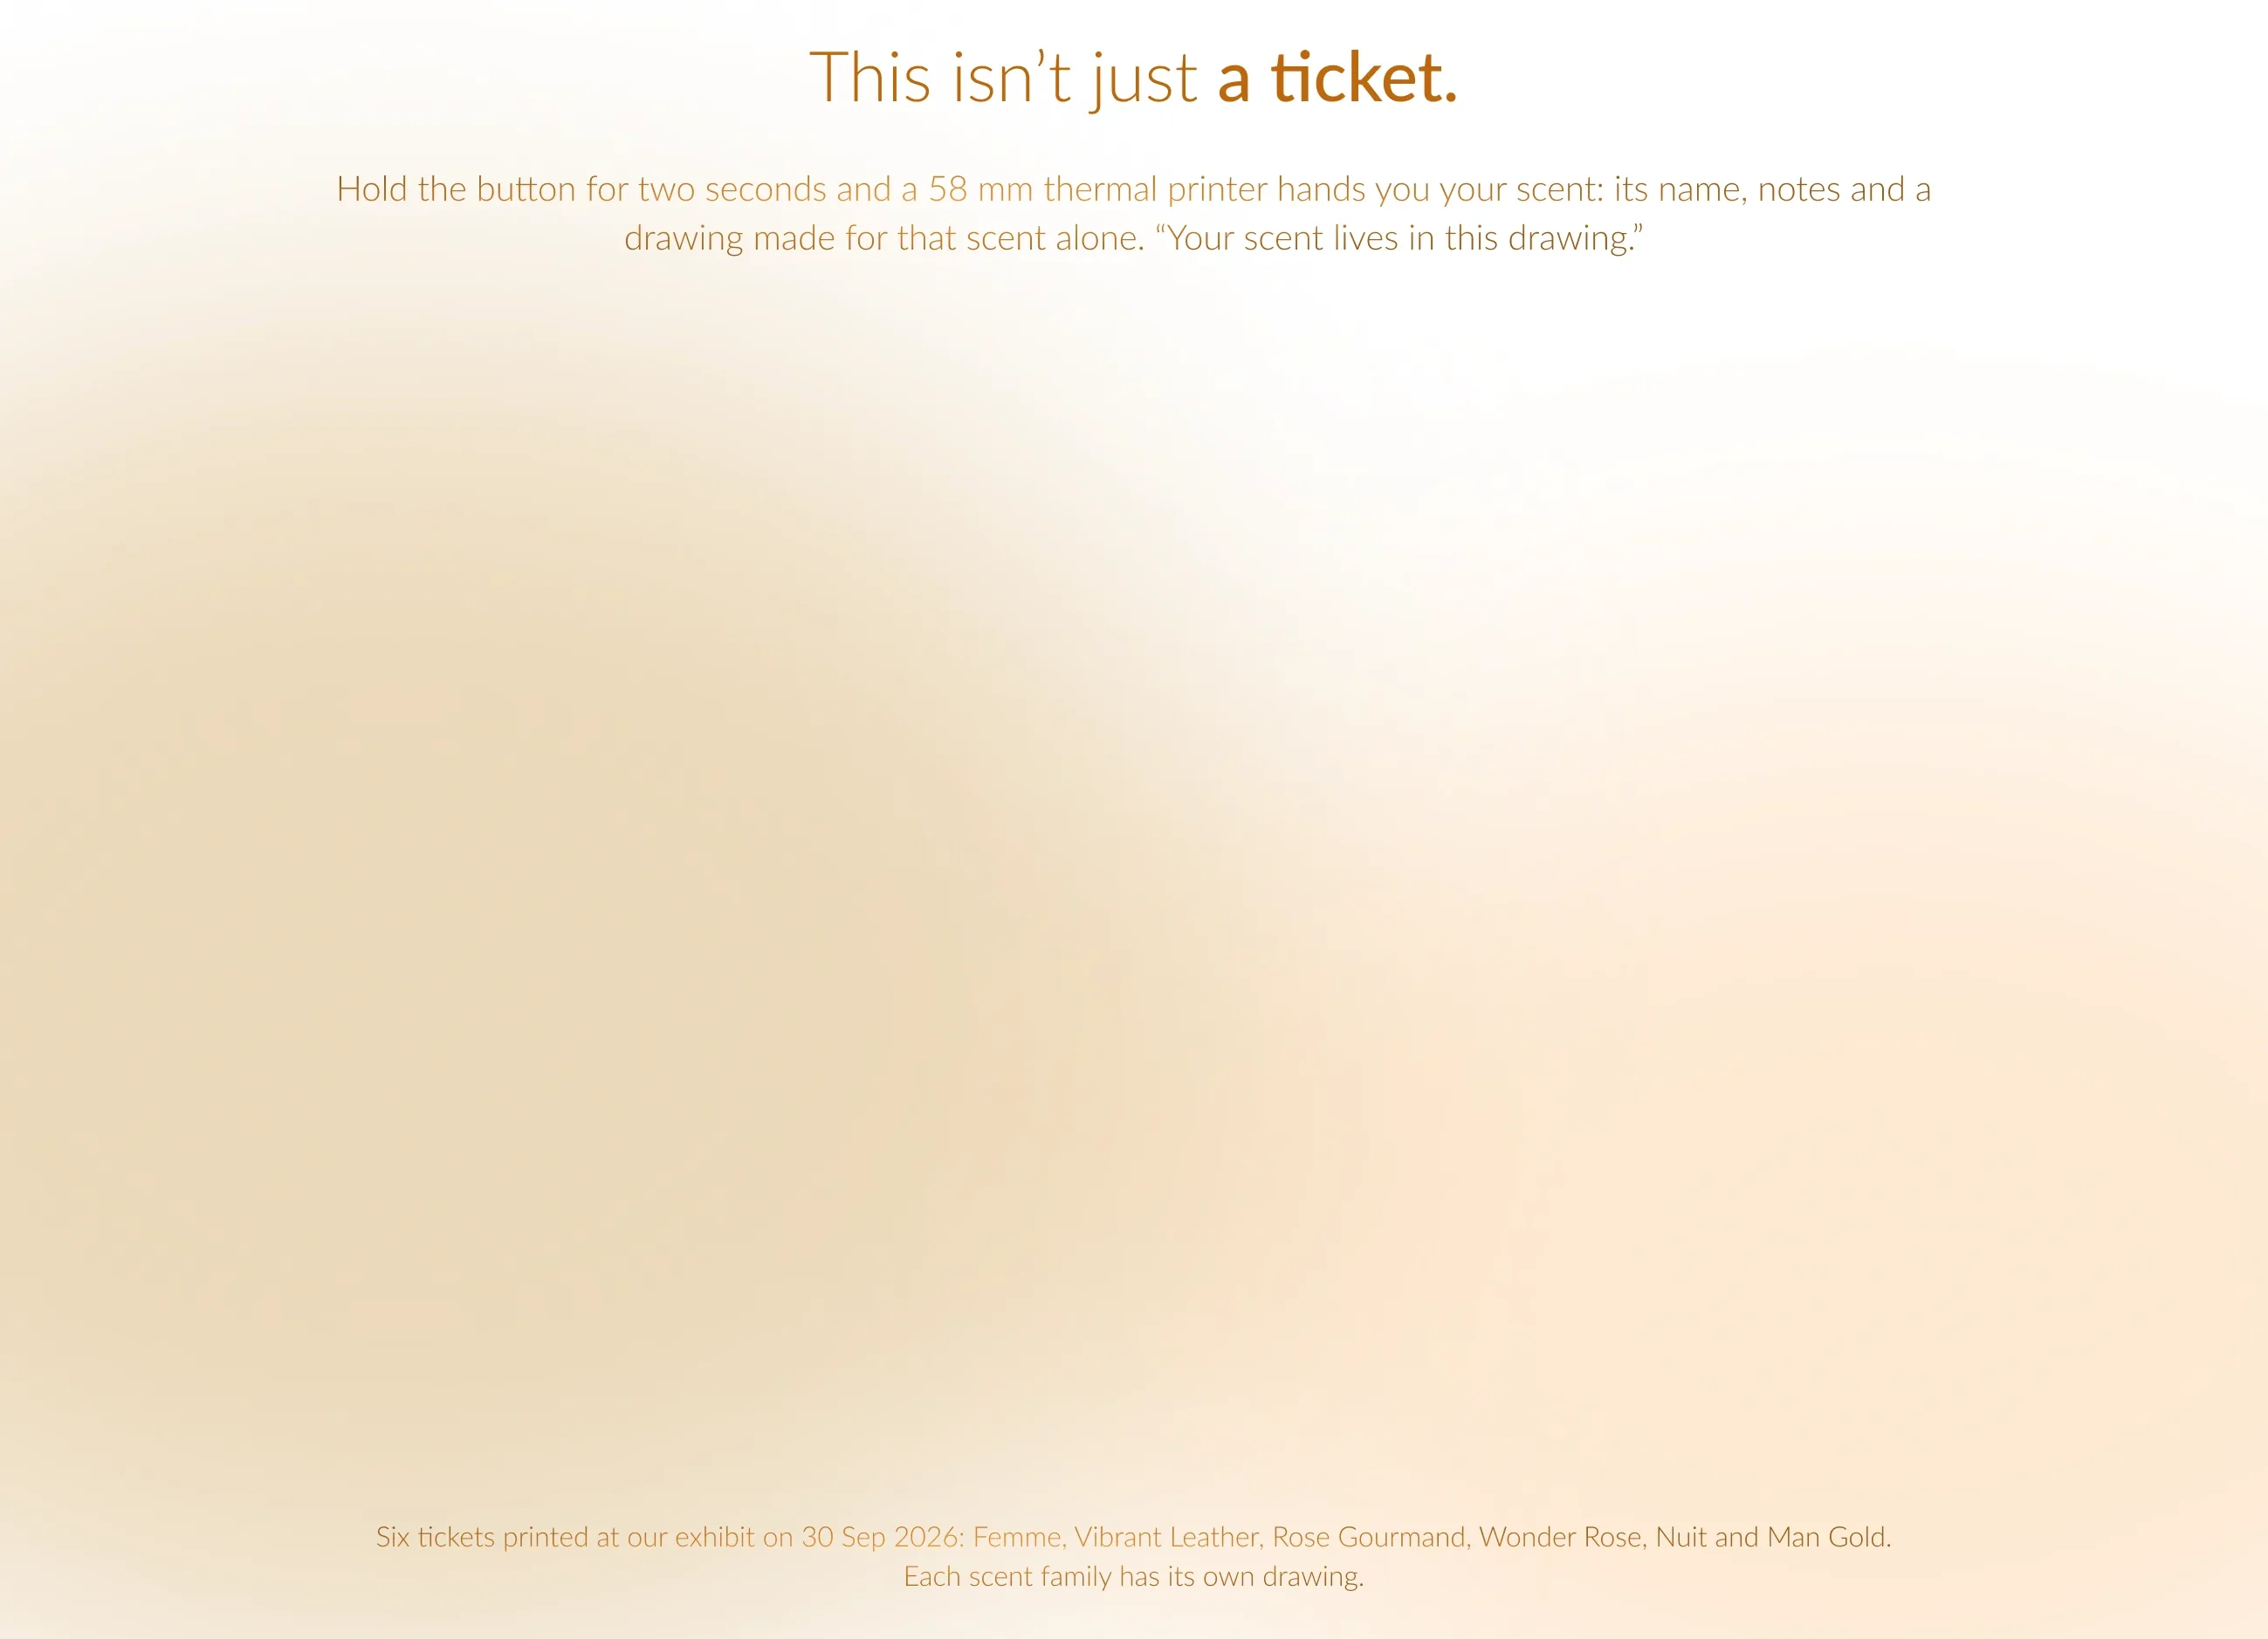 This isn’t just a ticket.
Hold the button for two seconds and a 58 mm thermal printer hands you your scent: its name, notes and a
drawing made for that scent alone. “Your scent lives in this drawing.”
Six tickets printed at our exhibit on 30 Sep 2026: Femme, Vibrant Leather, Rose Gourmand, Wonder Rose, Nuit and Man Gold.
Each scent family has its own drawing.